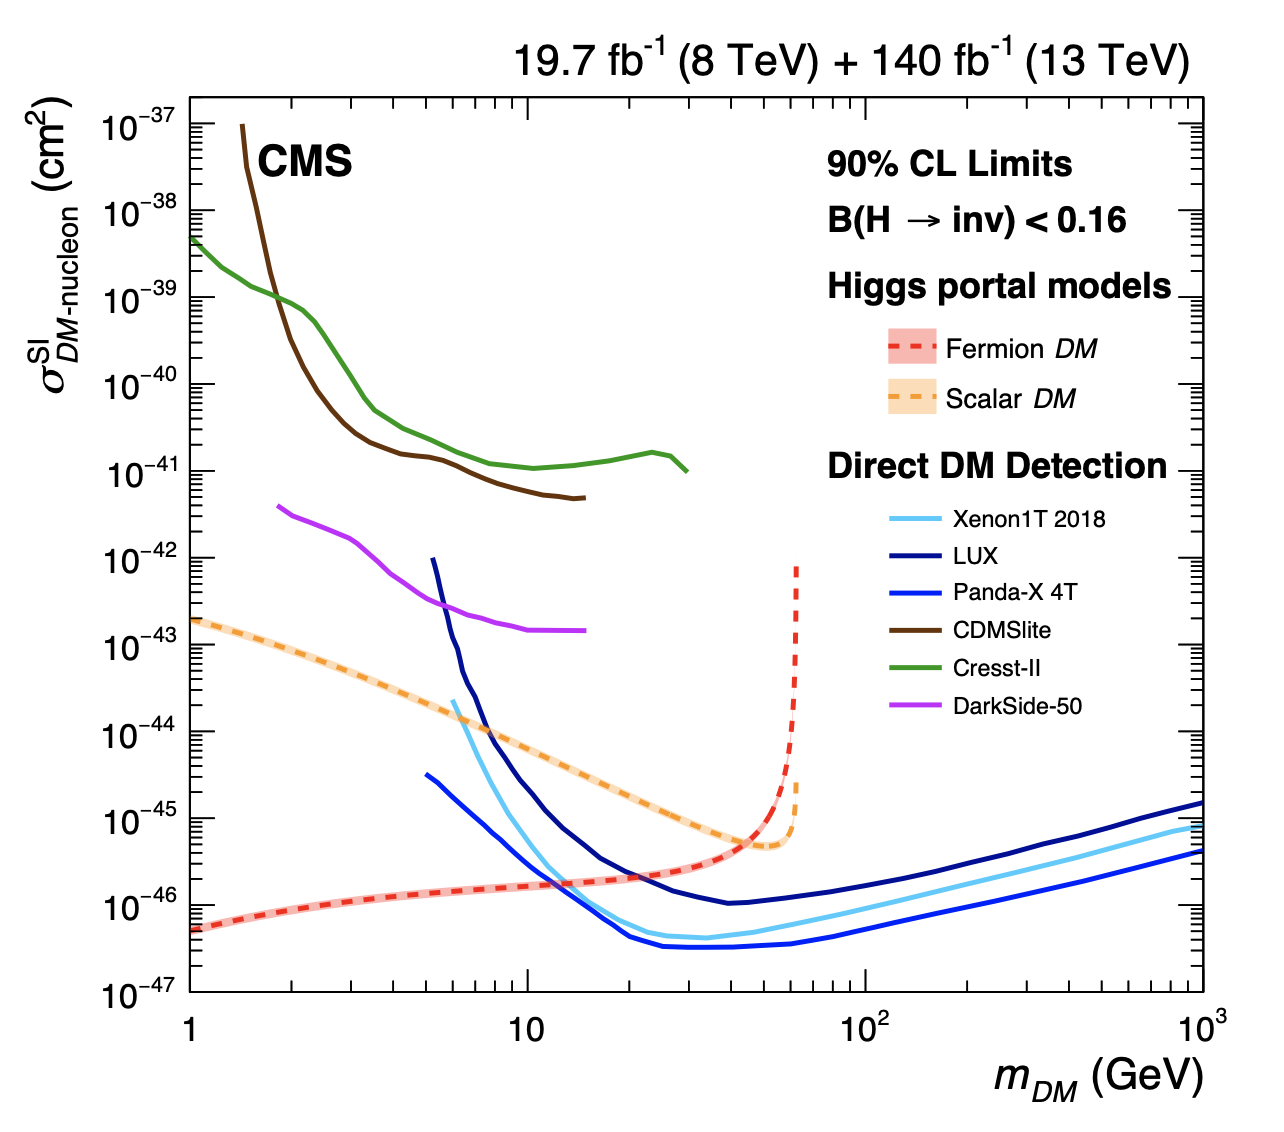 19.7 fb⁻¹ (8 TeV) + 140 fb⁻¹ (13 TeV)
σ^SI_DM-nucleon (cm²)
10⁻³⁷
10⁻³⁸
10⁻³⁹
10⁻⁴⁰
10⁻⁴¹
10⁻⁴²
10⁻⁴³
10⁻⁴⁴
10⁻⁴⁵
10⁻⁴⁶
10⁻⁴⁷
CMS
90% CL Limits
B(H → inv) < 0.16
Higgs portal models
Fermion DM
Scalar DM
Direct DM Detection
Xenon1T 2018
LUX
Panda-X 4T
CDMSlite
Cresst-II
DarkSide-50
1 10 10² 10³
m_DM (GeV)